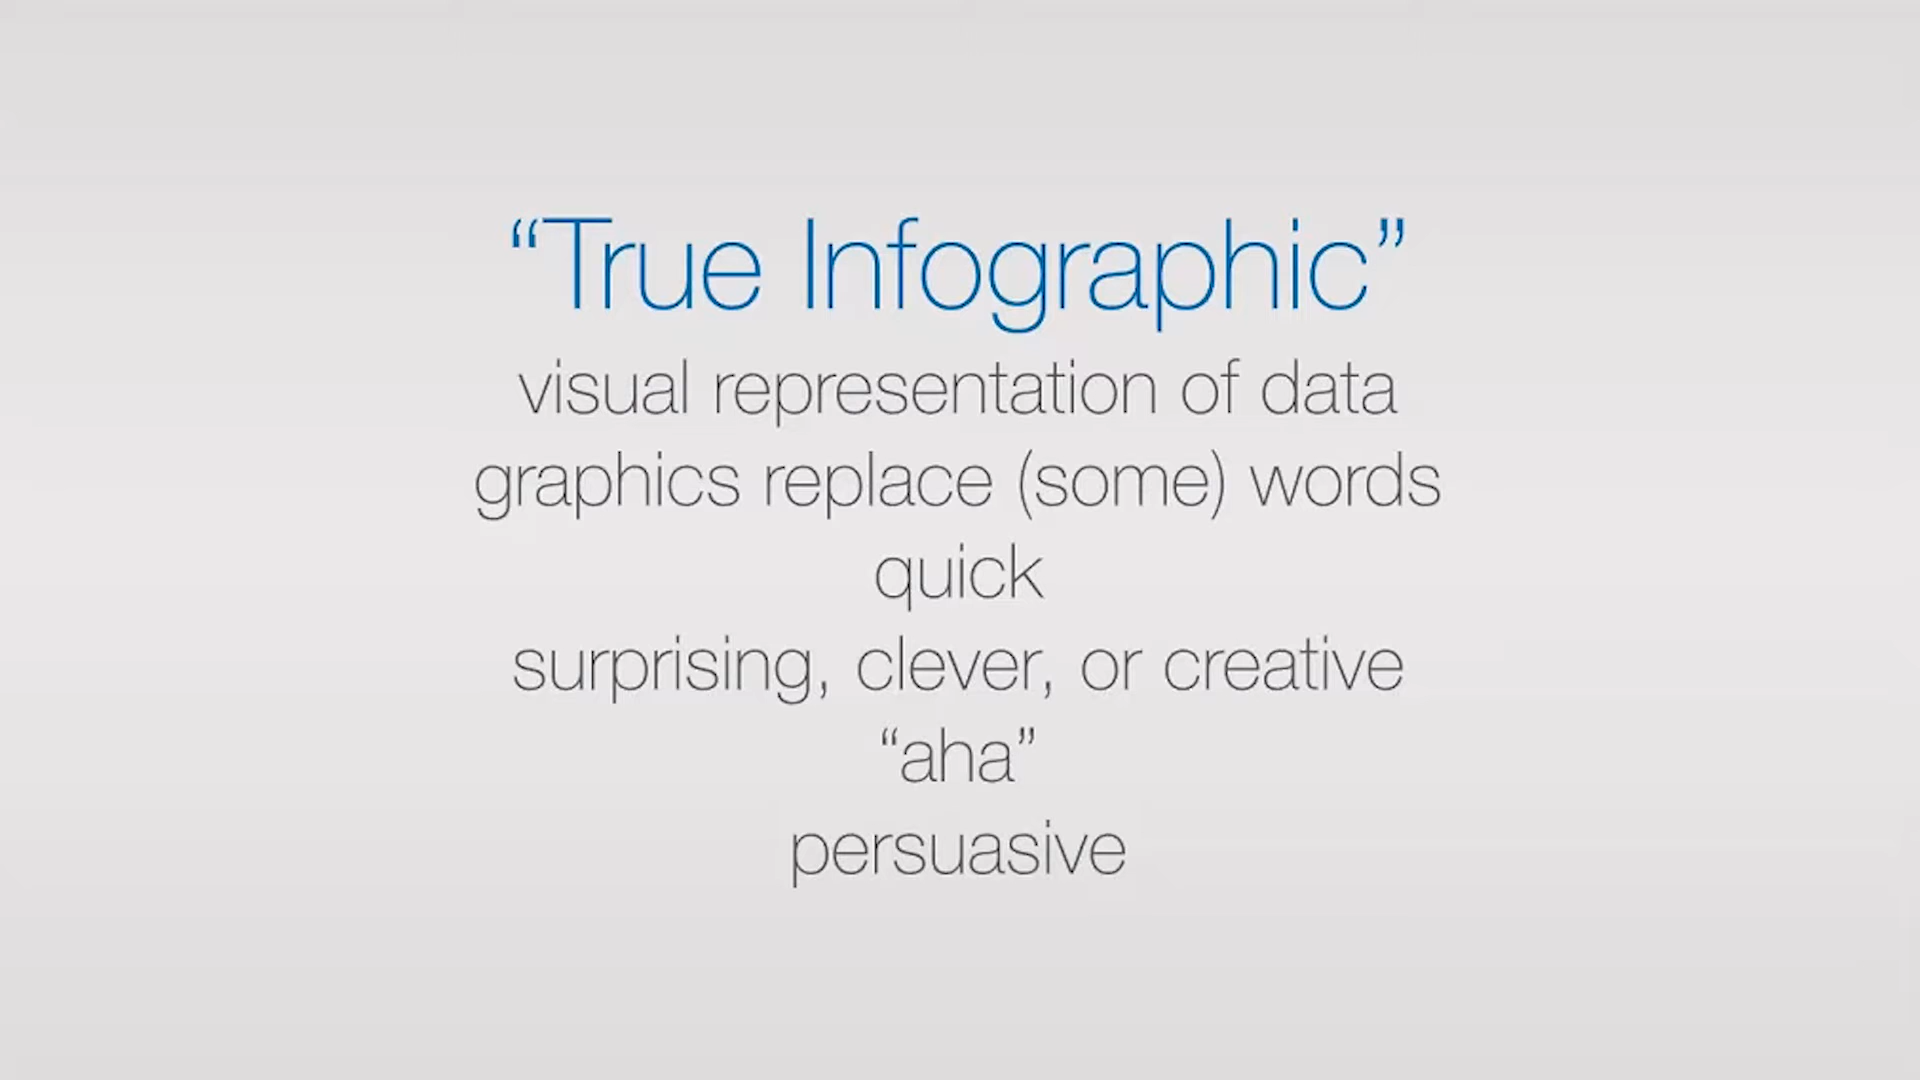 “True Infographic”
visual representation of data
graphics replace (some) words
quick
surprising, clever, or creative
“aha”
persuasive